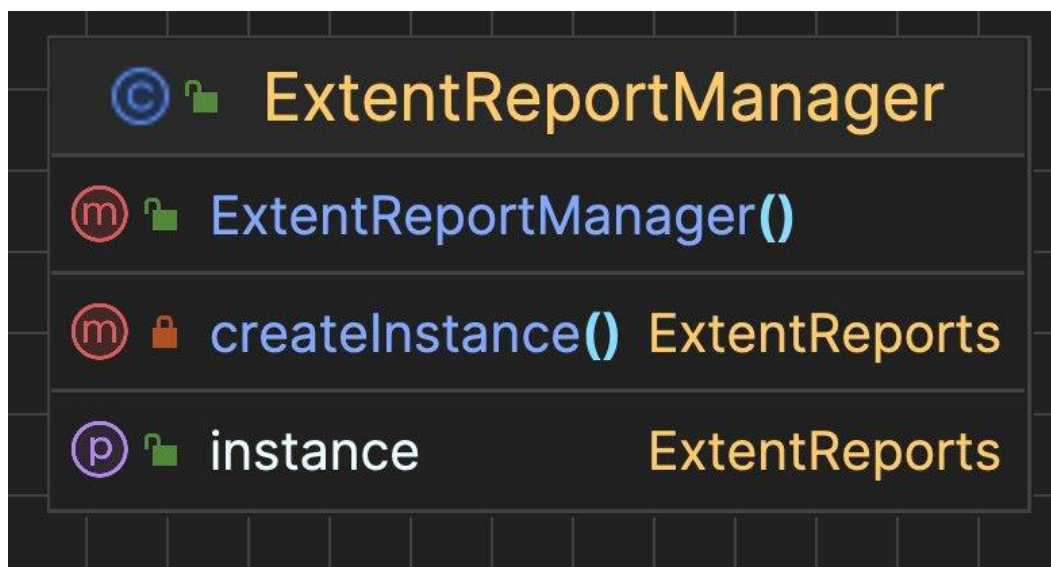 © ExtentReportManager
m ExtentReportManager()
m createInstance() ExtentReports
p instance ExtentReports